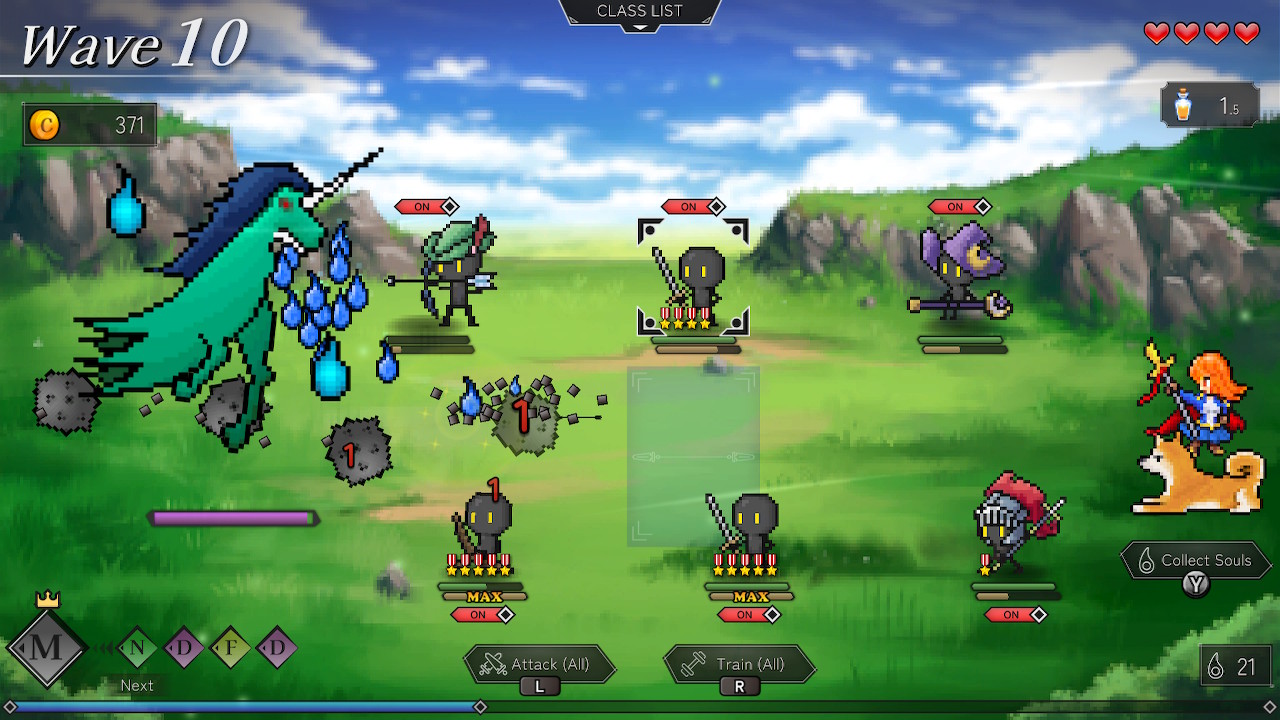 CLASS LIST
Wave 10
C 371
1.5
ON
ON
ON
1
1
1
MAX
MAX
ON
ON
ON
Collect Souls
Y
M
N D F D
Next
Attack (All)
L
Train (All)
R
21